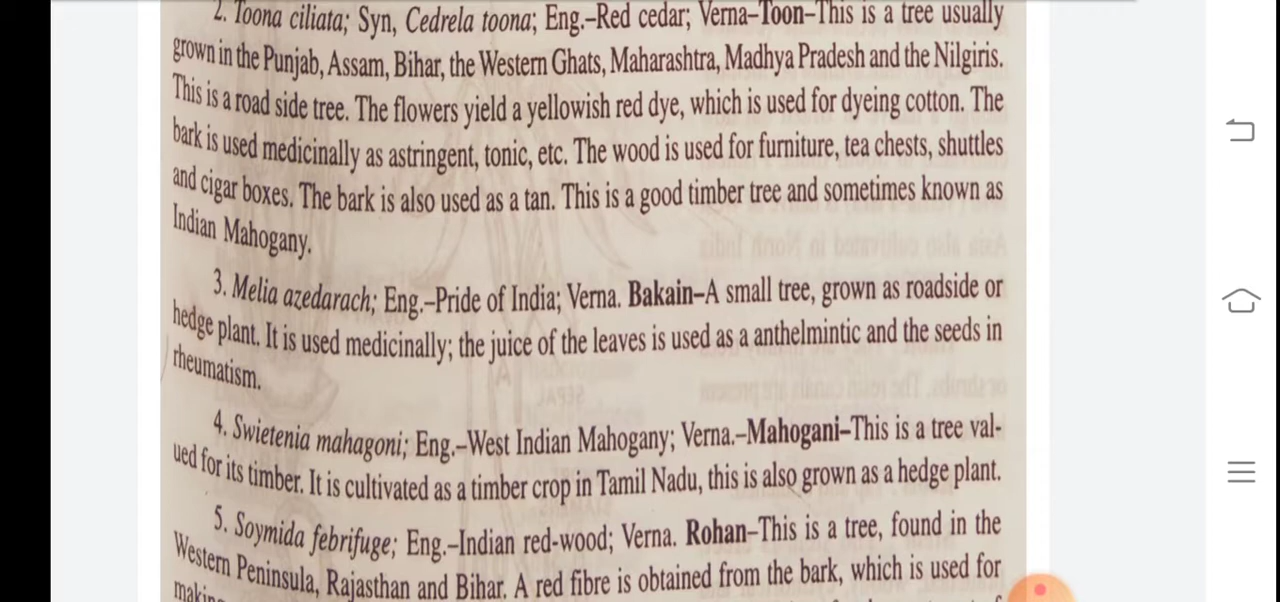 2. Toona ciliata; Syn, Cedrela toona; Eng.–Red cedar; Verna–Toon–This is a tree usually
grown in the Punjab, Assam, Bihar, the Western Ghats, Maharashtra, Madhya Pradesh and the Nilgiris.
This is a road side tree. The flowers yield a yellowish red dye, which is used for dyeing cotton. The
bark is used medicinally as astringent, tonic, etc. The wood is used for furniture, tea chests, shuttles
and cigar boxes. The bark is also used as a tan. This is a good timber tree and sometimes known as
Indian Mahogany.
3. Melia azedarach; Eng.–Pride of India; Verna. Bakain–A small tree, grown as roadside or
hedge plant. It is used medicinally; the juice of the leaves is used as a anthelmintic and the seeds in
rheumatism.
4. Swietenia mahagoni; Eng.–West Indian Mahogany; Verna.–Mahogani–This is a tree val-
ued for its timber. It is cultivated as a timber crop in Tamil Nadu, this is also grown as a hedge plant.
5. Soymida febrifuge; Eng.–Indian red-wood; Verna. Rohan–This is a tree, found in the
Western Peninsula, Rajasthan and Bihar. A red fibre is obtained from the bark, which is used for